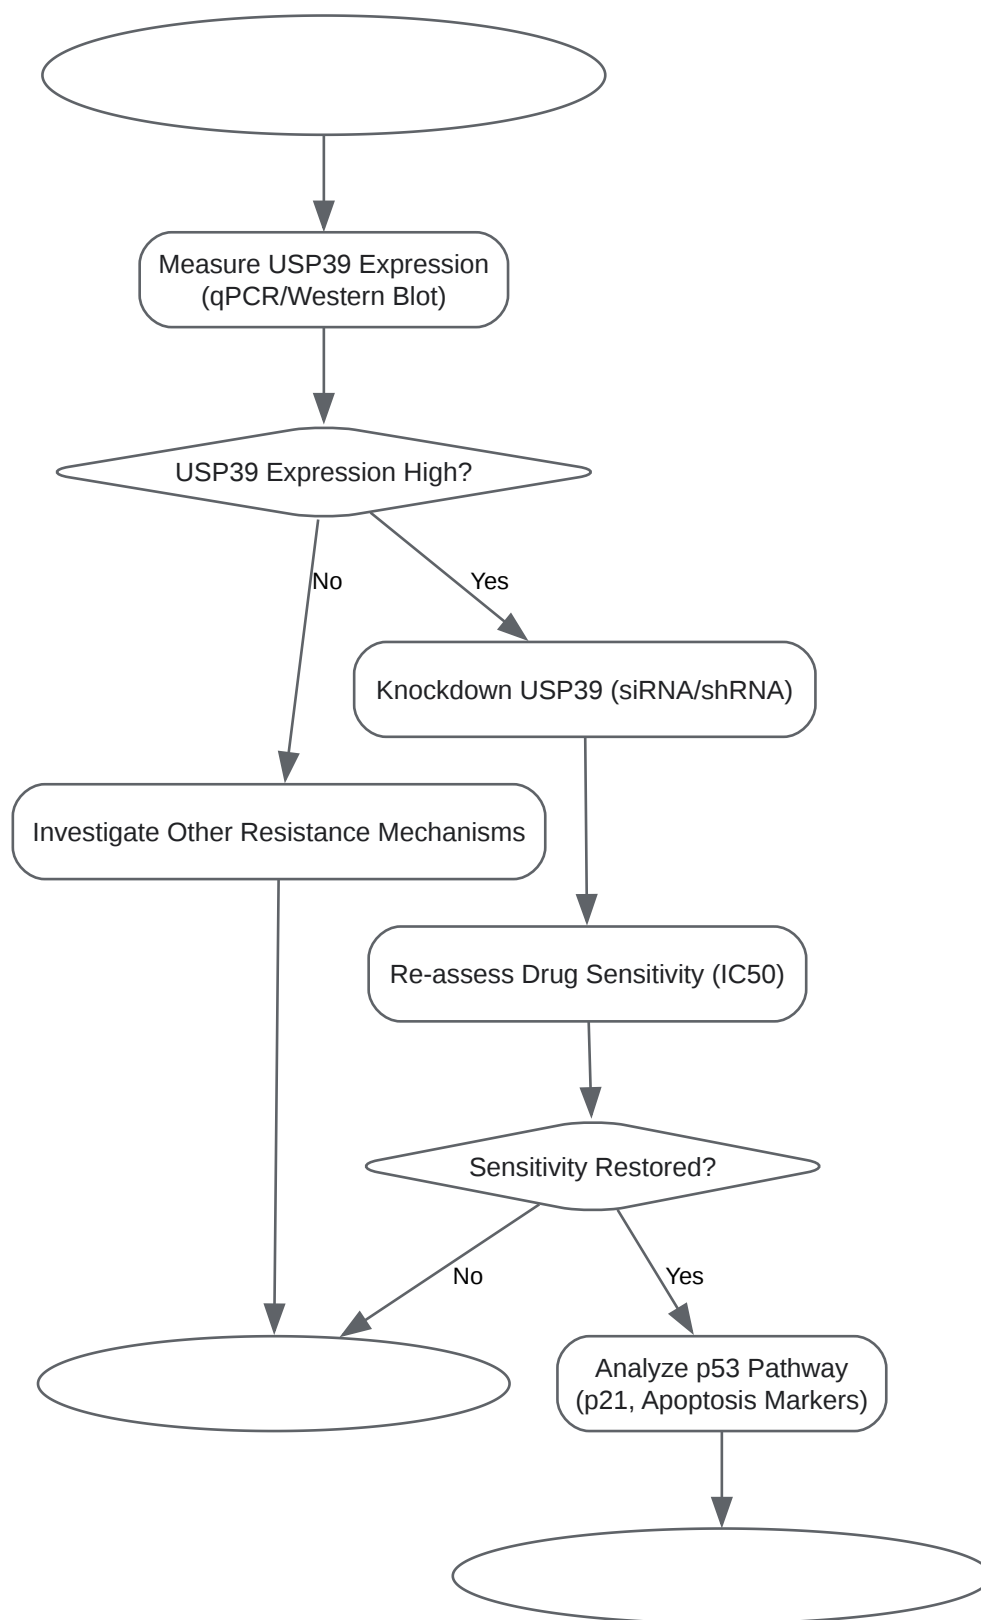 Measure USP39 Expression
(qPCR/Western Blot)
USP39 Expression High?
No
Yes
Knockdown USP39 (siRNA/shRNA)
Investigate Other Resistance Mechanisms
Re-assess Drug Sensitivity (IC50)
Sensitivity Restored?
No
Yes
Analyze p53 Pathway
(p21, Apoptosis Markers)